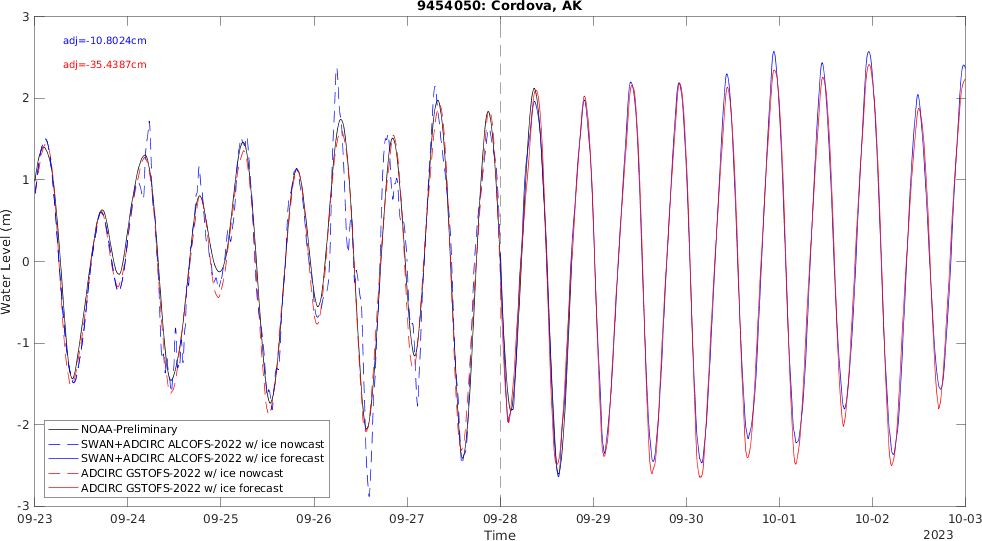 9454050: Cordova, AK
adj=-10.8024cm
adj=-35.4387cm
3
2
1
0
-1
-2
-3
Water Level (m)
NOAA-Preliminary
SWAN+ADCIRC ALCOFS-2022 w/ ice nowcast
SWAN+ADCIRC ALCOFS-2022 w/ ice forecast
ADCIRC GSTOFS-2022 w/ ice nowcast
ADCIRC GSTOFS-2022 w/ ice forecast
09-23 09-24 09-25 09-26 09-27 09-28 09-29 09-30 10-01 10-02 10-03
Time
2023